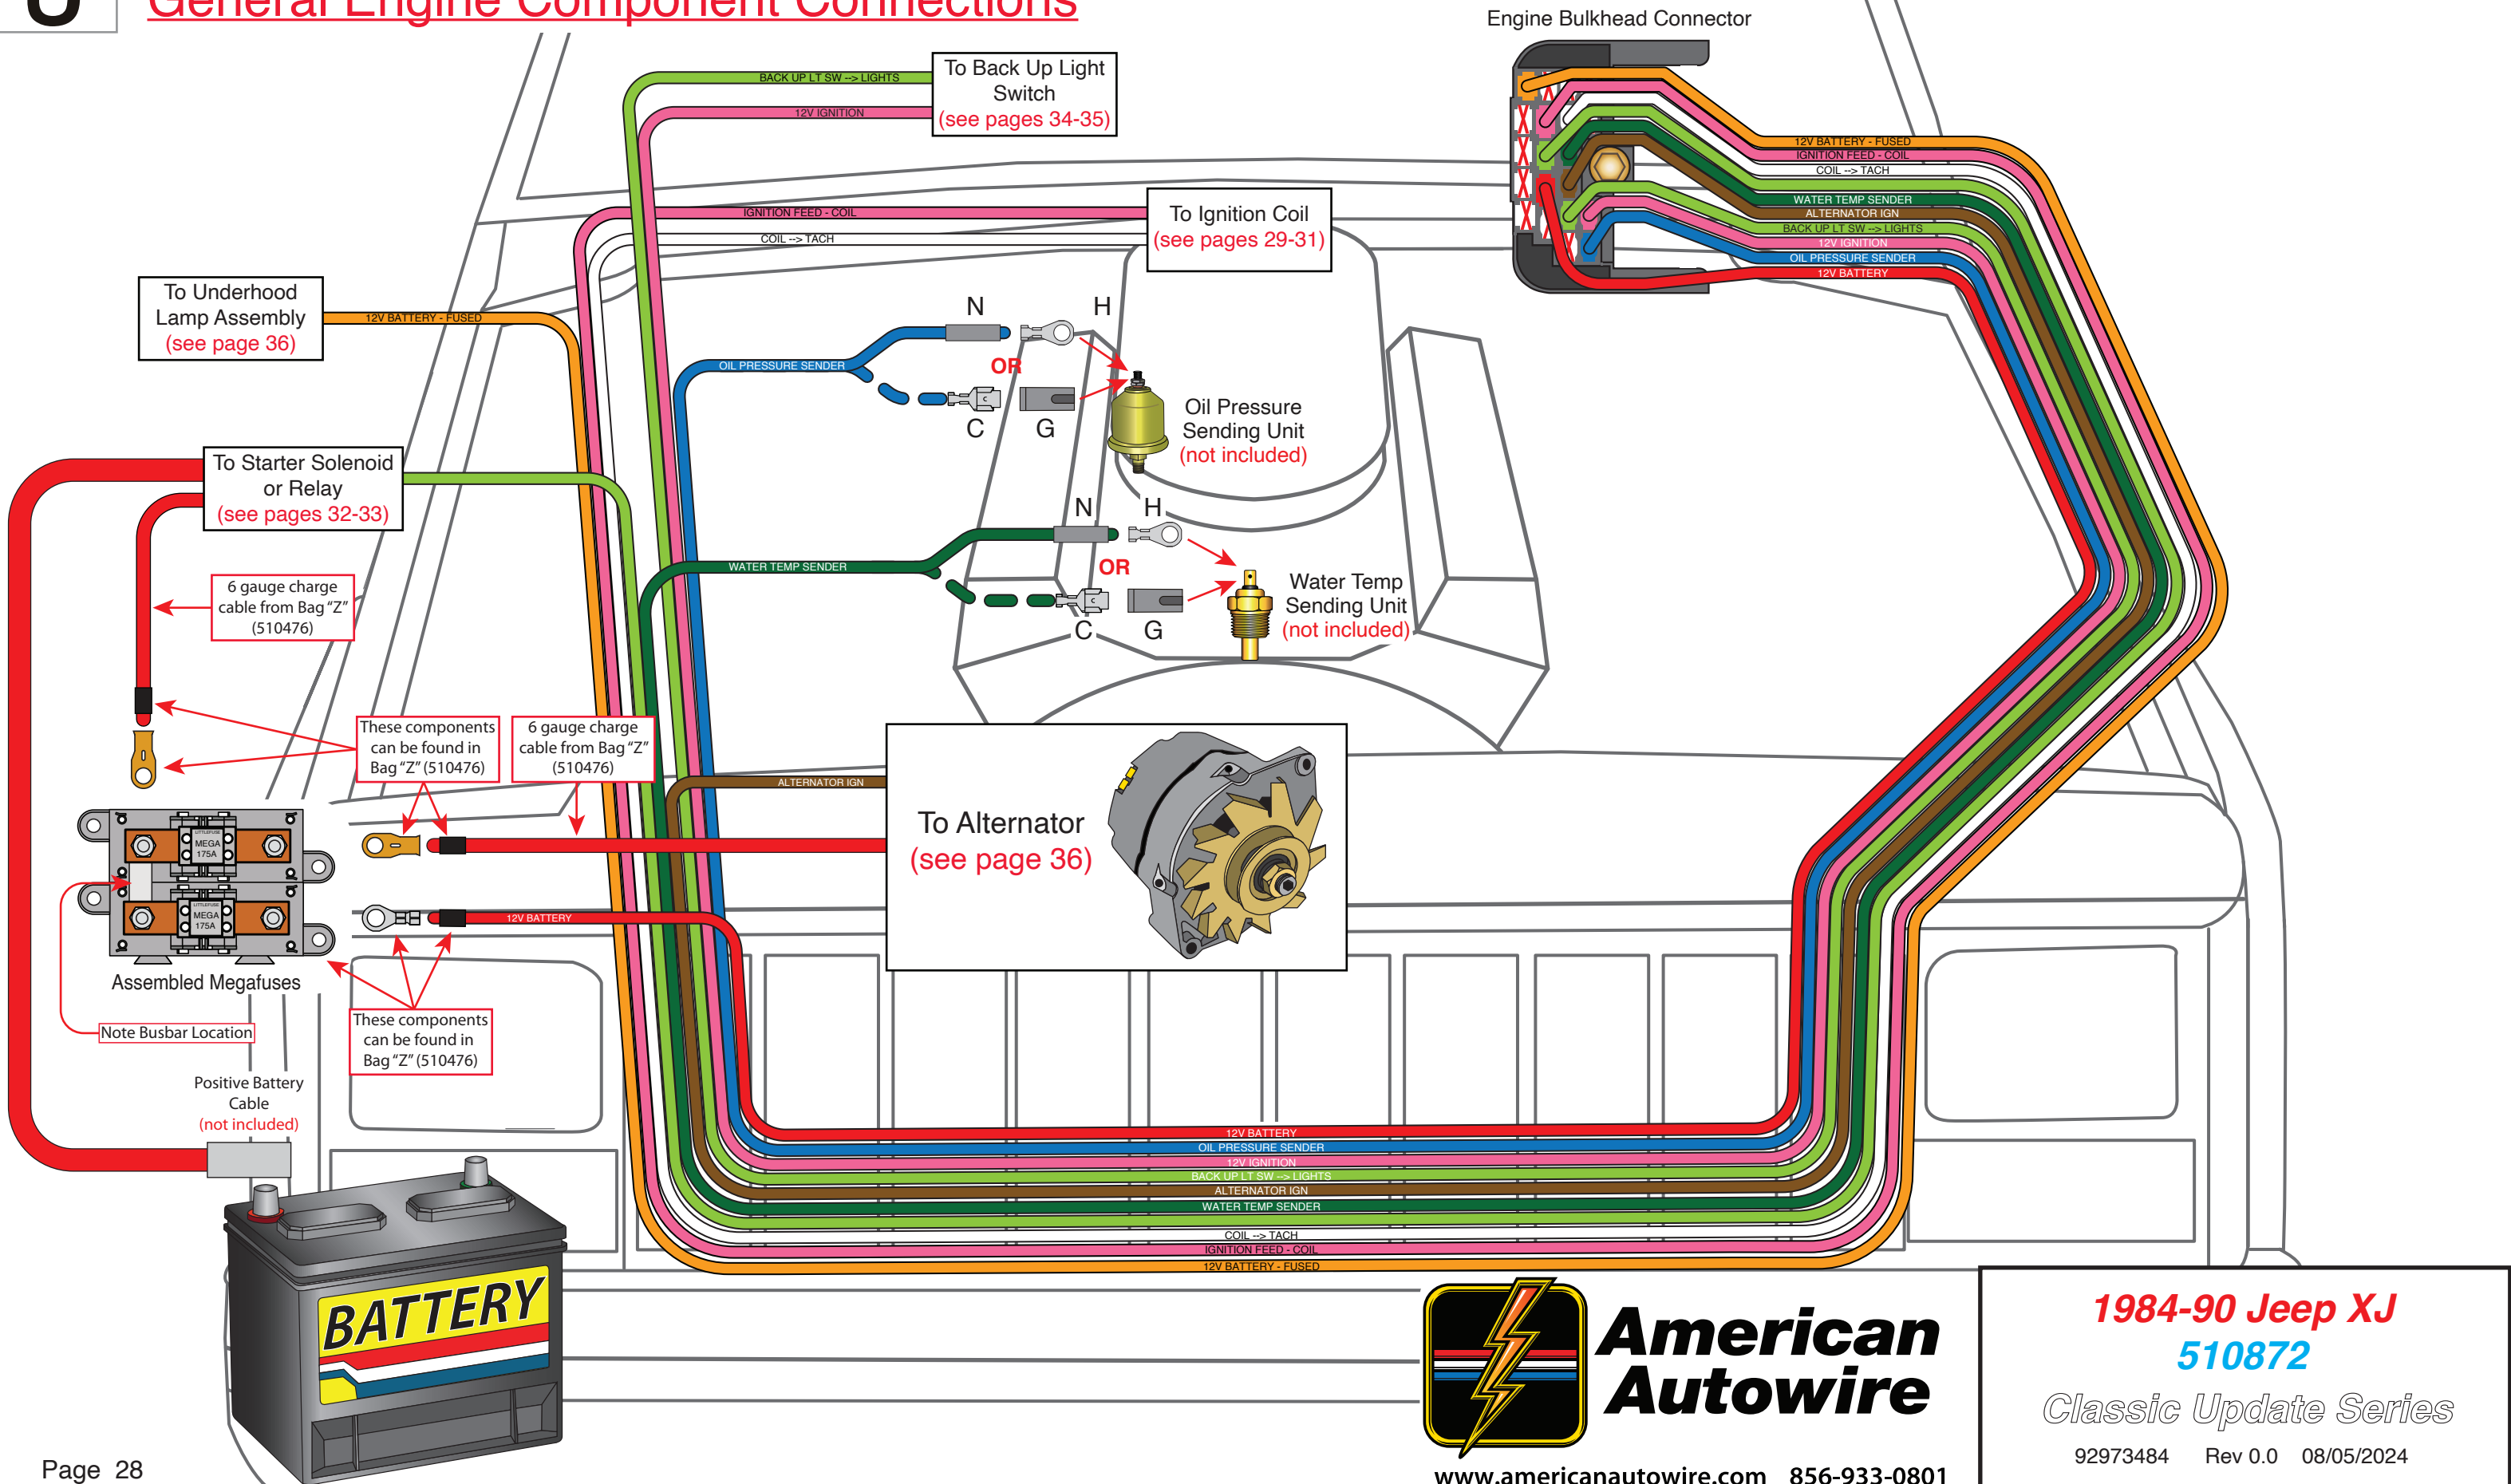 General Engine Component Connections
Engine Bulkhead Connector
BACK UP LT SW --> LIGHTS
12V IGNITION
To Back Up Light
Switch
(see pages 34-35)
12V BATTERY - FUSED
IGNITION FEED - COIL
COIL --> TACH
WATER TEMP SENDER
ALTERNATOR IGN
BACK UP LT SW --> LIGHTS
12V IGNITION
OIL PRESSURE SENDER
12V BATTERY
IGNITION FEED - COIL
COIL --> TACH
To Ignition Coil
(see pages 29-31)
To Underhood
Lamp Assembly
(see page 36)
12V BATTERY - FUSED
N
H
OIL PRESSURE SENDER
OR
C
C
G
Oil Pressure
Sending Unit
(not included)
To Starter Solenoid
or Relay
(see pages 32-33)
N
H
WATER TEMP SENDER
OR
C
C
G
Water Temp
Sending Unit
(not included)
6 gauge charge
cable from Bag “Z”
(510476)
These components
can be found in
Bag “Z” (510476)
6 gauge charge
cable from Bag “Z”
(510476)
ALTERNATOR IGN
To Alternator
(see page 36)
LITTLEFUSE
MEGA
175A
LITTLEFUSE
MEGA
175A
12V BATTERY
Assembled Megafuses
Note Busbar Location
These components
can be found in
Bag “Z” (510476)
Positive Battery
Cable
(not included)
12V BATTERY
OIL PRESSURE SENDER
12V IGNITION
BACK UP LT SW --> LIGHTS
ALTERNATOR IGN
WATER TEMP SENDER
COIL --> TACH
IGNITION FEED - COIL
12V BATTERY - FUSED
BATTERY
American
Autowire
www.americanautowire.com 856-933-0801
1984-90 Jeep XJ
510872
Classic Update Series
92973484 Rev 0.0 08/05/2024
Page 28